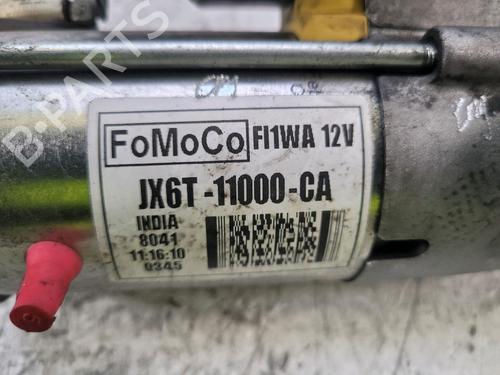 B-PARTS
FoMoCo FI1WA 12V
JX6T-11000-CA
INDIA
8041
11:16:10
0345